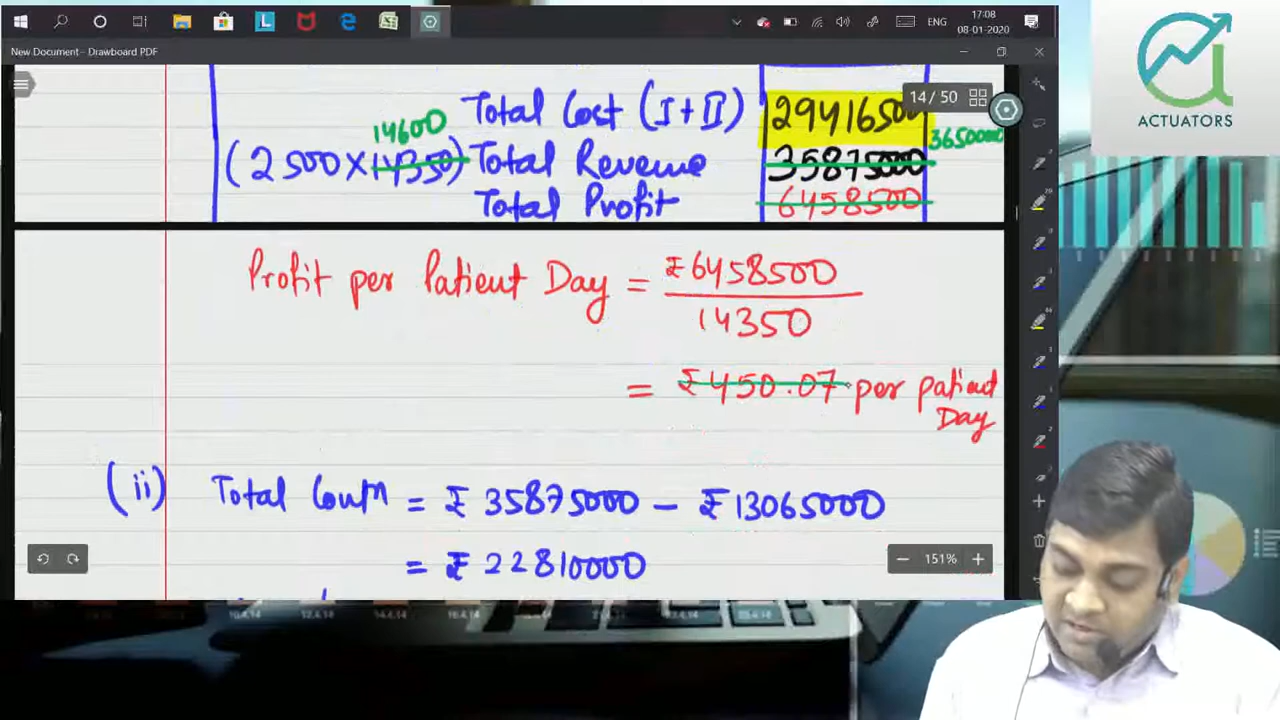 ENG
17:08
08-01-2020
New Document - Drawboard PDF
14 / 50
Total Cost (I+II) 29416500
14600 3650000
(2500×14350) Total Revenue 35875000
Total Profit 6458500
Profit per Patient Day = ₹6458500
14350
= ₹450.07 per patient Day
(ii) Total Contn = ₹ 35875000 - ₹13065000
= ₹ 22810000
151%
ACTUATORS